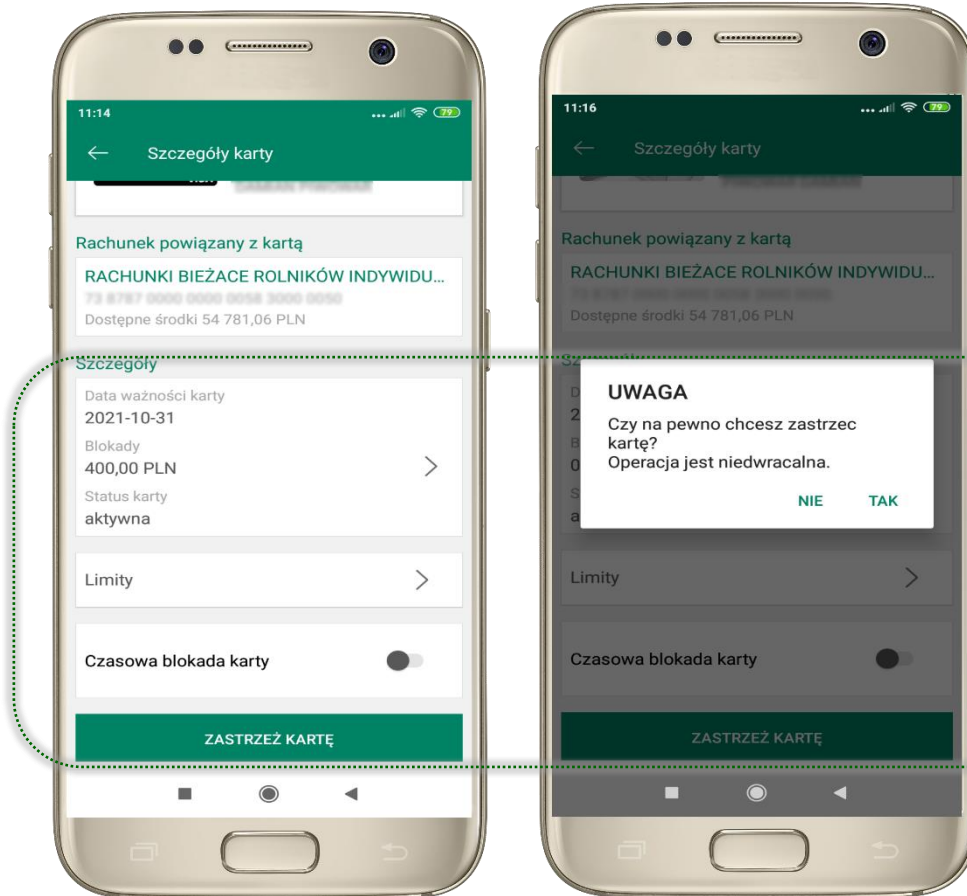 11:14
79
Szczegóły karty
Rachunek powiązany z kartą
RACHUNKI BIEŻACE ROLNIKÓW INDYWIDU...
Dostępne środki 54 781,06 PLN
Szczegóły
Data ważności karty
2021-10-31
Blokady
400,00 PLN
Status karty
aktywna
Limity
Czasowa blokada karty
ZASTRZEŻ KARTĘ
11:16
79
Szczegóły karty
Rachunek powiązany z kartą
RACHUNKI BIEŻACE ROLNIKÓW INDYWIDU...
Dostępne środki 54 781,06 PLN
UWAGA
Czy na pewno chcesz zastrzec
kartę?
Operacja jest niedwracalna.
NIE TAK
Limity
Czasowa blokada karty
ZASTRZEŻ KARTĘ